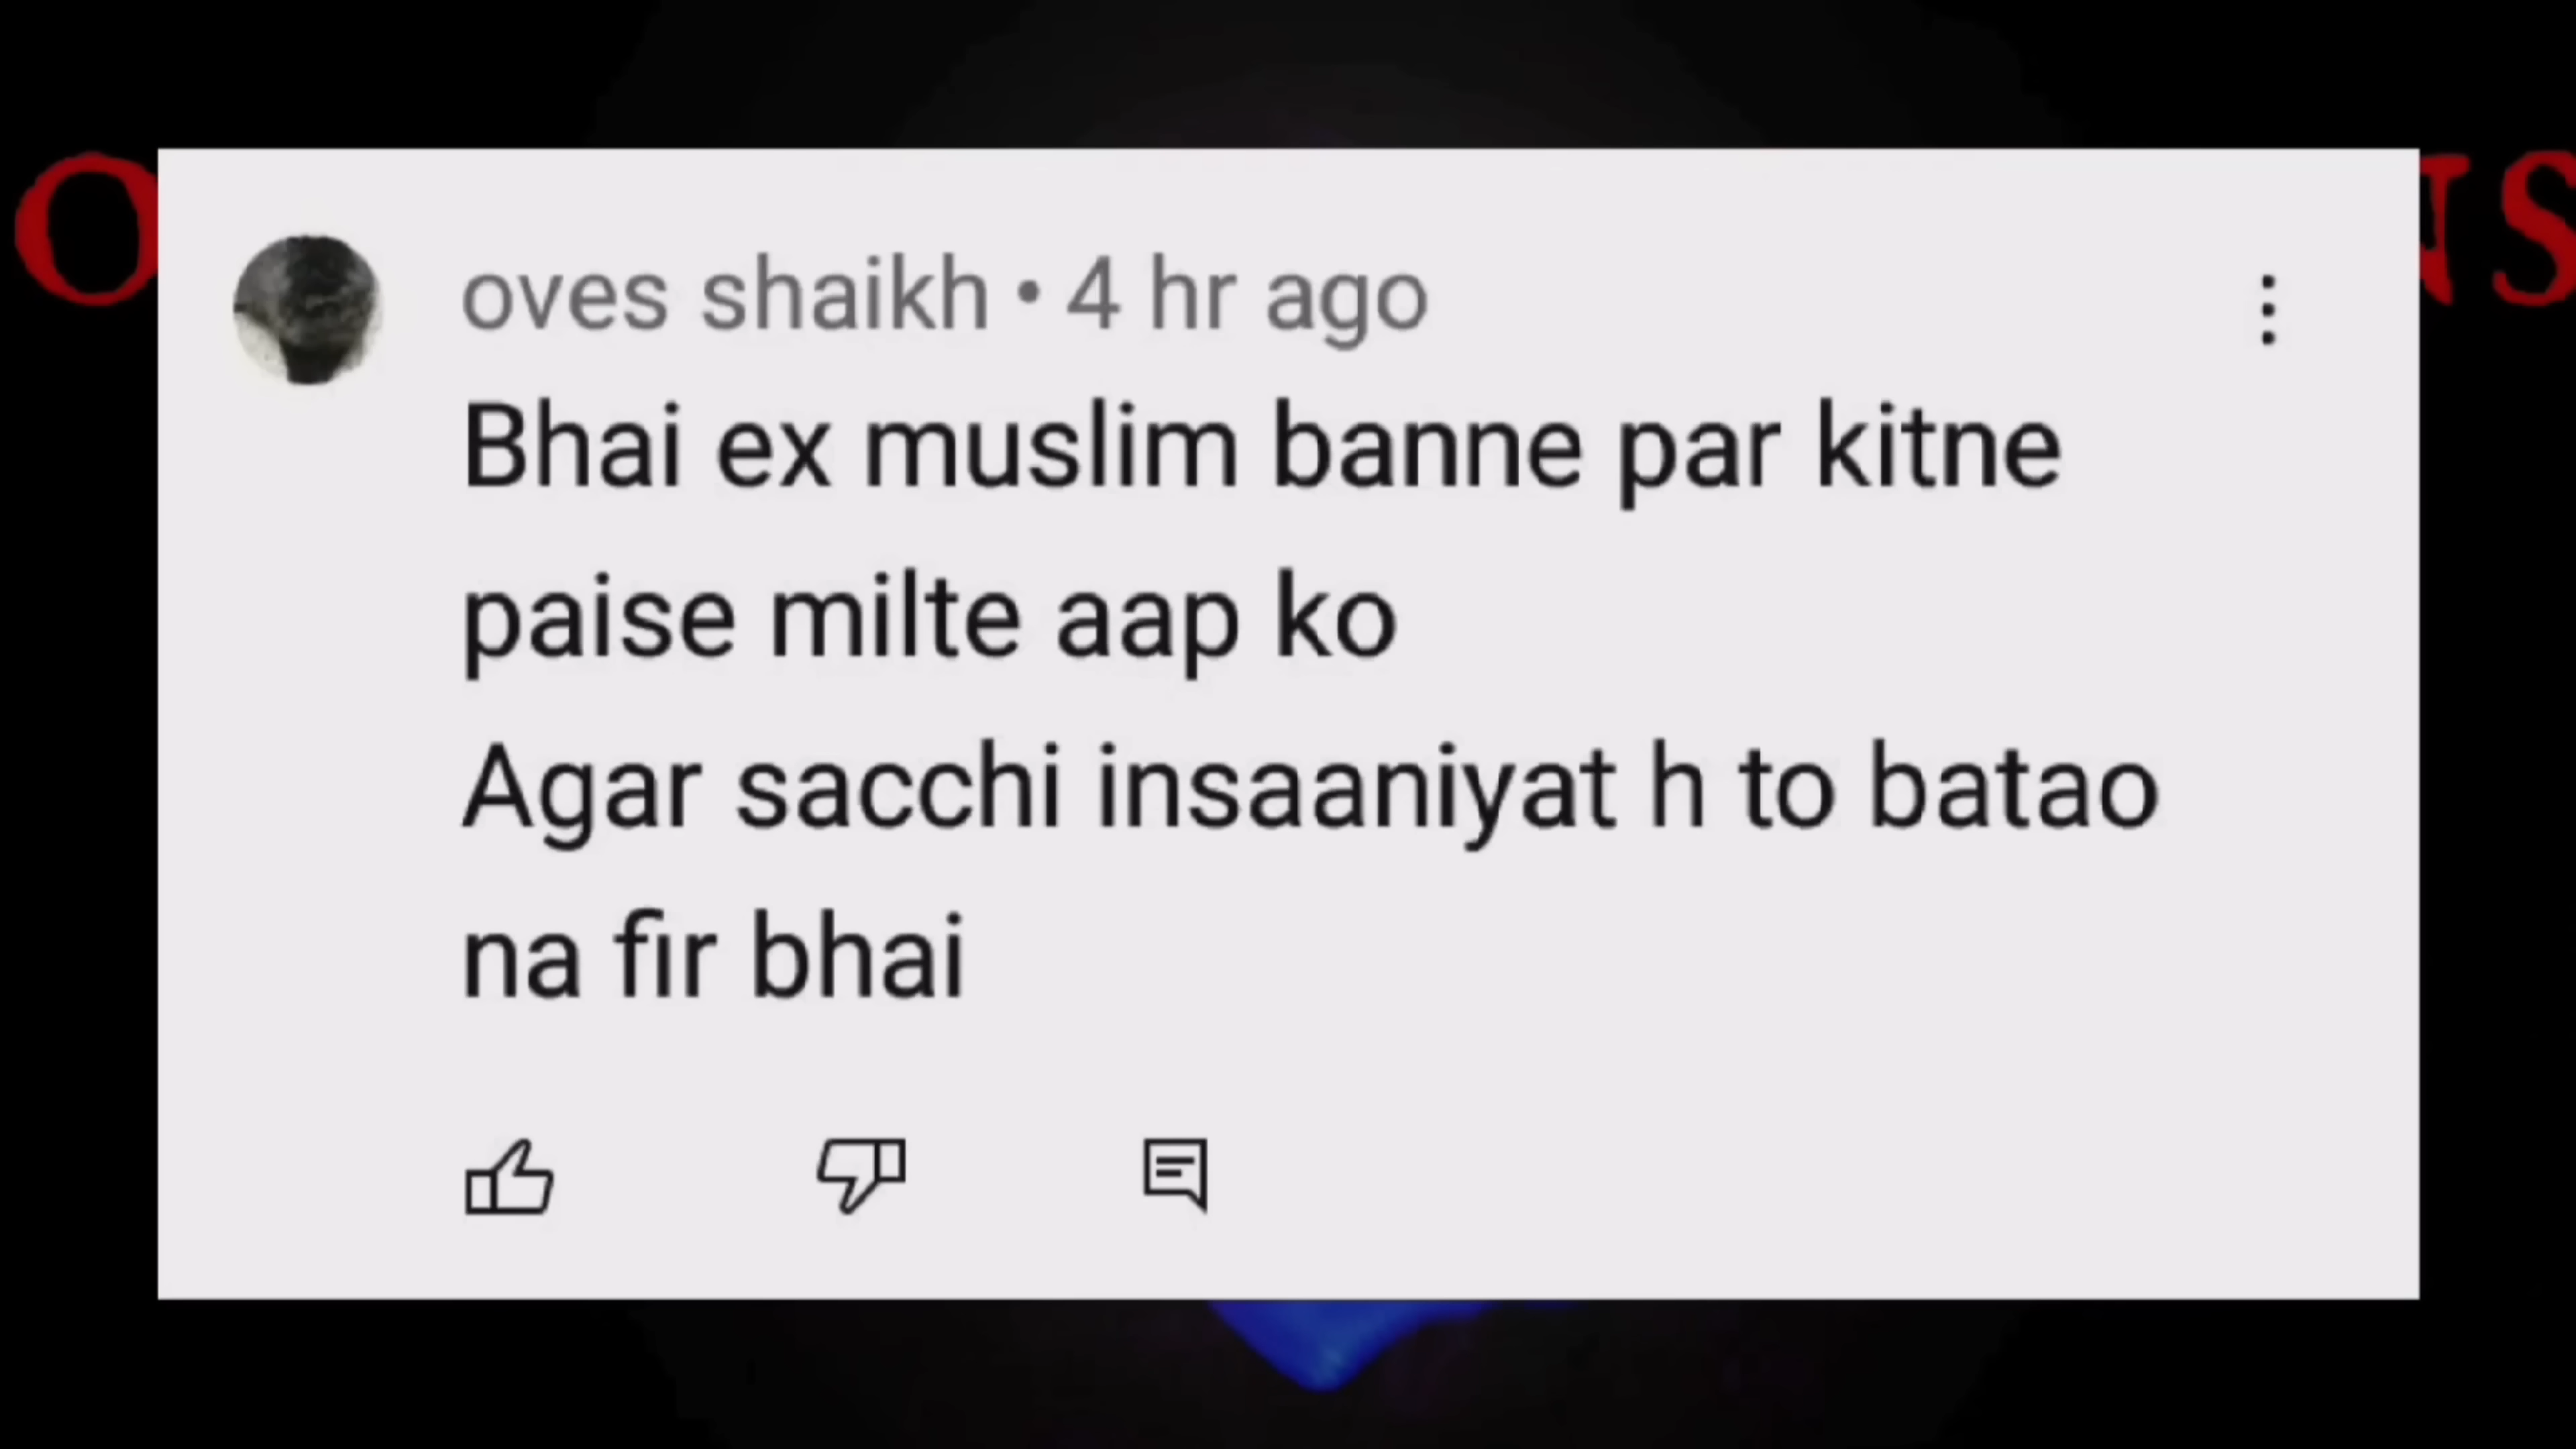 oves shaikh • 4 hr ago
Bhai ex muslim banne par kitne
paise milte aap ko
Agar sacchi insaaniyat h to batao
na fir bhai